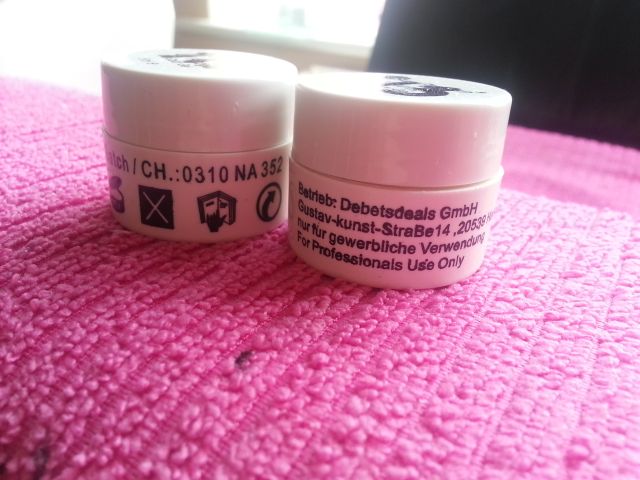 / CH.:0310 NA 352
Betrieb: Debetsdeals GmbH
Gustav-kunst-StraBe14 ,20539
nur für gewerbliche Verwendung
For Professionals Use Only